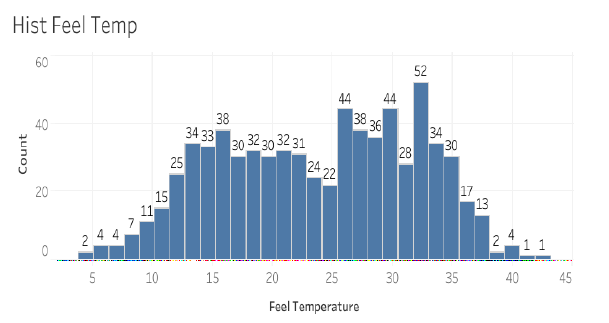 Hist Feel Temp
60
40
20
0
Count
2 4 4 7 11 15 25 34 33 38 30 32 30 32 31 24 22 44 38 36 44 28 52 34 30 17 13 2 4 1 1
5 10 15 20 25 30 35 40 45
Feel Temperature